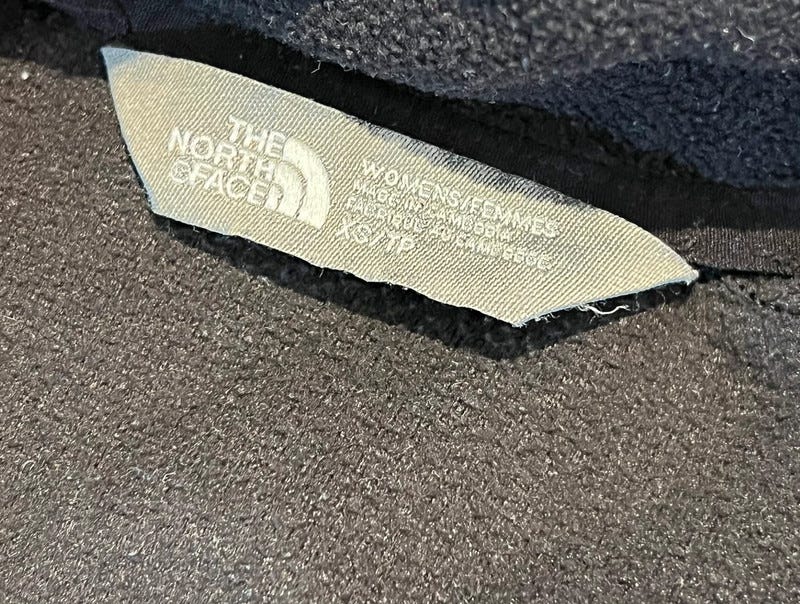 THE
NORTH
FACE
WOMENS/FEMMES
MADE IN CAMBODIA
FABRIQUÉ AU CAMBODGE
XS/TP